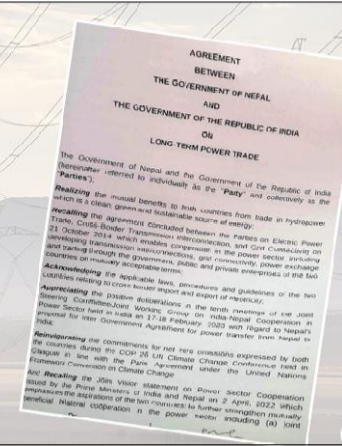 AGREEMENT
BETWEEN
THE GOVERNMENT OF NEPAL
AND
THE GOVERNMENT OF THE REPUBLIC OF INDIA
ON
LONG-TERM POWER TRADE
The Government of Nepal and the Government of the Republic of India
(hereinafter referred to individually as the "Party" and collectively as the
"Parties");
Realizing the mutual benefits to both countries from trade in hydropower
which is a clean, green and sustainable source of energy;
Recalling the agreement concluded between the Parties on Electric Power
Trade, Cross-Border Transmission Interconnection, and Grid Connectivity on
21 October 2014 which enables cooperation in the power sector including
developing transmission interconnections, grid connectivity, power exchange
and trading through the government, public and private enterprises of the two
countries on mutually acceptable terms;
Acknowledging the applicable laws, procedures and guidelines of the two
Countries relating to cross border import and export of electricity;
Appreciating the positive deliberations in the tenth meetings of the Joint
Steering Committee/Joint Working Group on India-Nepal Cooperation in
Power Sector held in India on 17-18 February, 2023 with regard to Nepal's
proposal for Inter Government Agreement for power transfer from Nepal to
India;
Reinvigorating the commitments for net zero emissions expressed by both
the countries during the COP 26 UN Climate Change Conference held in
Glasgow in line with the Paris Agreement under the United Nations
Framework Convention on Climate Change
And Recalling the Joint Vision statement on Power Sector Cooperation
issued by the Prime Ministers of India and Nepal on 2 April, 2022 which
emphasizes the aspirations of the two countries to further strengthen mutually
beneficial bilateral cooperation in the power sector including (a) joint